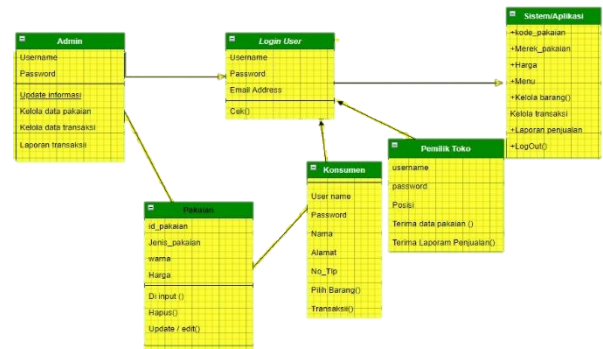 Admin
Username
Password
Update informasi
Kelola data pakaian
Kelola data transaksi
Laporan transaksii
Login User
Username
Password
Email Address
Cek()
Sistem/Aplikasi
+kode_pakaian
+Merek_pakaian
+Harga
+Menu
+Kelola barang()
Kelola transaksi
+Laporan penjualan
+LogOut()
Pakaian
id_pakaian
Jenis_pakaian
warna
Harga
Di input ()
Hapus()
Update / edit()
Konsumen
User name
Password
Nama
Alamat
No_Tlp
Pilih Barang()
Transaksii()
Pemilik Toko
username
password
Posisi
Terima data pakaian ()
Terima Laporam Penjualan()